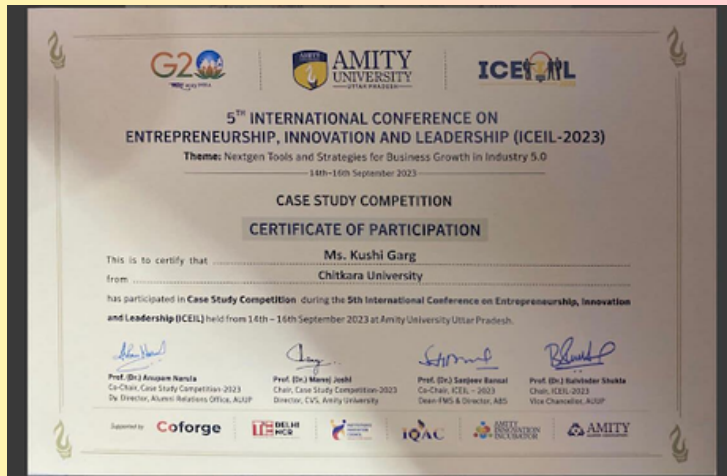 G20
AMITY
UNIVERSITY
UTTAR PRADESH
ICEIL
5TH INTERNATIONAL CONFERENCE ON
ENTREPRENEURSHIP, INNOVATION AND LEADERSHIP (ICEIL-2023)
Theme: Nextgen Tools and Strategies for Business Growth in Industry 5.0
14th-16th September 2023
CASE STUDY COMPETITION
CERTIFICATE OF PARTICIPATION
This is to certify that Ms. Kushi Garg
from Chitkara University
has participated in Case Study Competition during the 5th International Conference on Entrepreneurship, Innovation
and Leadership (ICEIL) held from 14th – 16th September 2023 at Amity University Uttar Pradesh.
Prof. (Dr.) Anupam Narula
Co-Chair, Case Study Competition-2023
Dy. Director, Alumni Relations Office, AUUP
Prof. (Dr.) Manoj Joshi
Chair, Case Study Competition-2023
Director, CVS, Amity University
Prof. (Dr.) Sanjeev Bansal
Co-Chair, ICEIL – 2023
Dean FMS & Director, ABS
Prof. (Dr.) Balvinder Shukla
Chair, ICEIL-2023
Vice Chancellor, AUUP
Supported by Coforge
TiE DELHI NCR
IQAC
AMITY INNOVATION INCUBATOR
AMITY